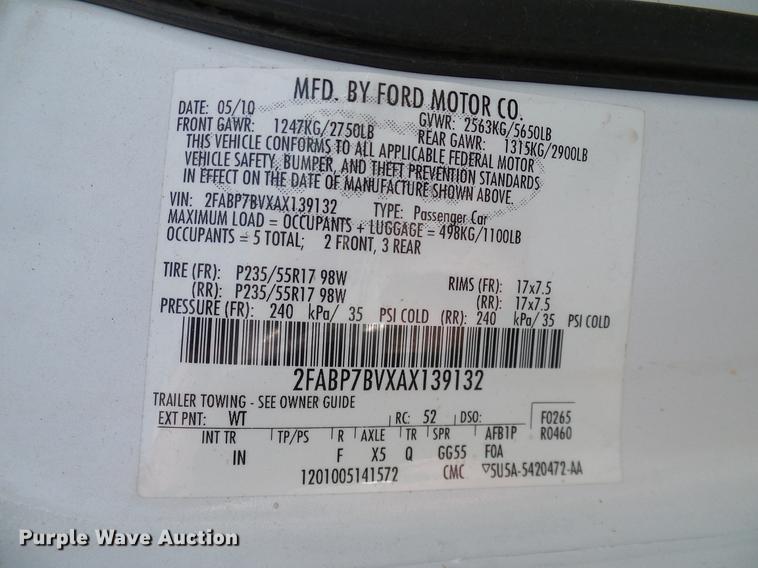 MFD. BY FORD MOTOR CO.
DATE: 05/10 GVWR: 2563KG/5650LB
FRONT GAWR: 1247KG/2750LB REAR GAWR: 1315KG/2900LB
THIS VEHICLE CONFORMS TO ALL APPLICABLE FEDERAL MOTOR
VEHICLE SAFETY, BUMPER, AND THEFT PREVENTION STANDARDS
IN EFFECT ON THE DATE OF MANUFACTURE SHOWN ABOVE.
VIN: 2FABP7BVXAX139132 TYPE: Passenger Car
MAXIMUM LOAD = OCCUPANTS + LUGGAGE = 498KG/1100LB
OCCUPANTS = 5 TOTAL; 2 FRONT, 3 REAR
TIRE (FR): P235/55R17 98W RIMS (FR): 17x7.5
(RR): P235/55R17 98W (RR): 17x7.5
PRESSURE (FR): 240 kPa/ 35 PSI COLD (RR): 240 kPa/35 PSI COLD
2FABP7BVXAX139132
TRAILER TOWING - SEE OWNER GUIDE
EXT PNT: WT RC: 52 DSO: F0265
INT TR TP/PS R AXLE TR SPR AFB1P R0460
IN F X5 Q GG55 FOA
1201005141572 CMC ▽5U5A-5420472-AA
Purple Wave Auction